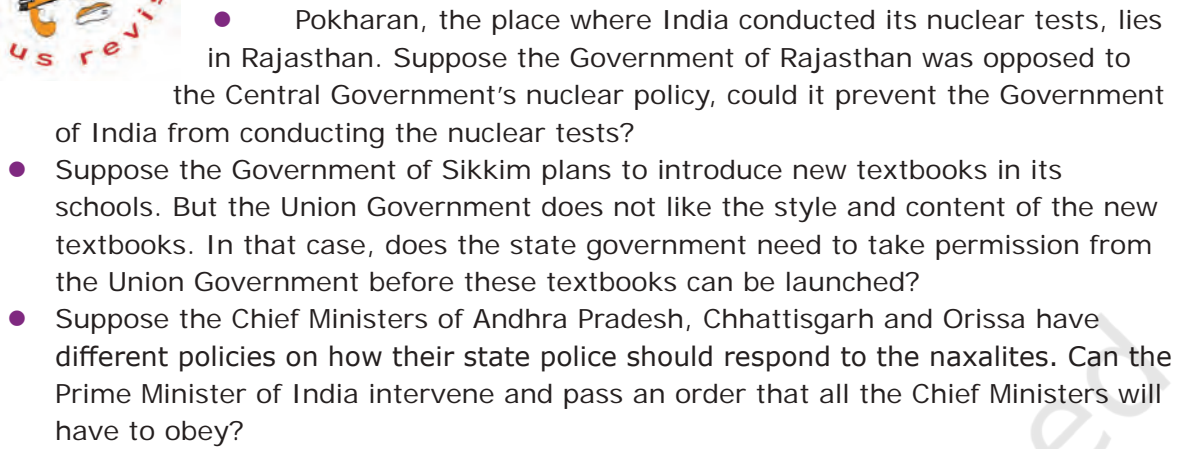 us revis
● Pokharan, the place where India conducted its nuclear tests, lies
in Rajasthan. Suppose the Government of Rajasthan was opposed to
the Central Government’s nuclear policy, could it prevent the Government
of India from conducting the nuclear tests?
● Suppose the Government of Sikkim plans to introduce new textbooks in its
schools. But the Union Government does not like the style and content of the new
textbooks. In that case, does the state government need to take permission from
the Union Government before these textbooks can be launched?
● Suppose the Chief Ministers of Andhra Pradesh, Chhattisgarh and Orissa have
different policies on how their state police should respond to the naxalites. Can the
Prime Minister of India intervene and pass an order that all the Chief Ministers will
have to obey?
ed